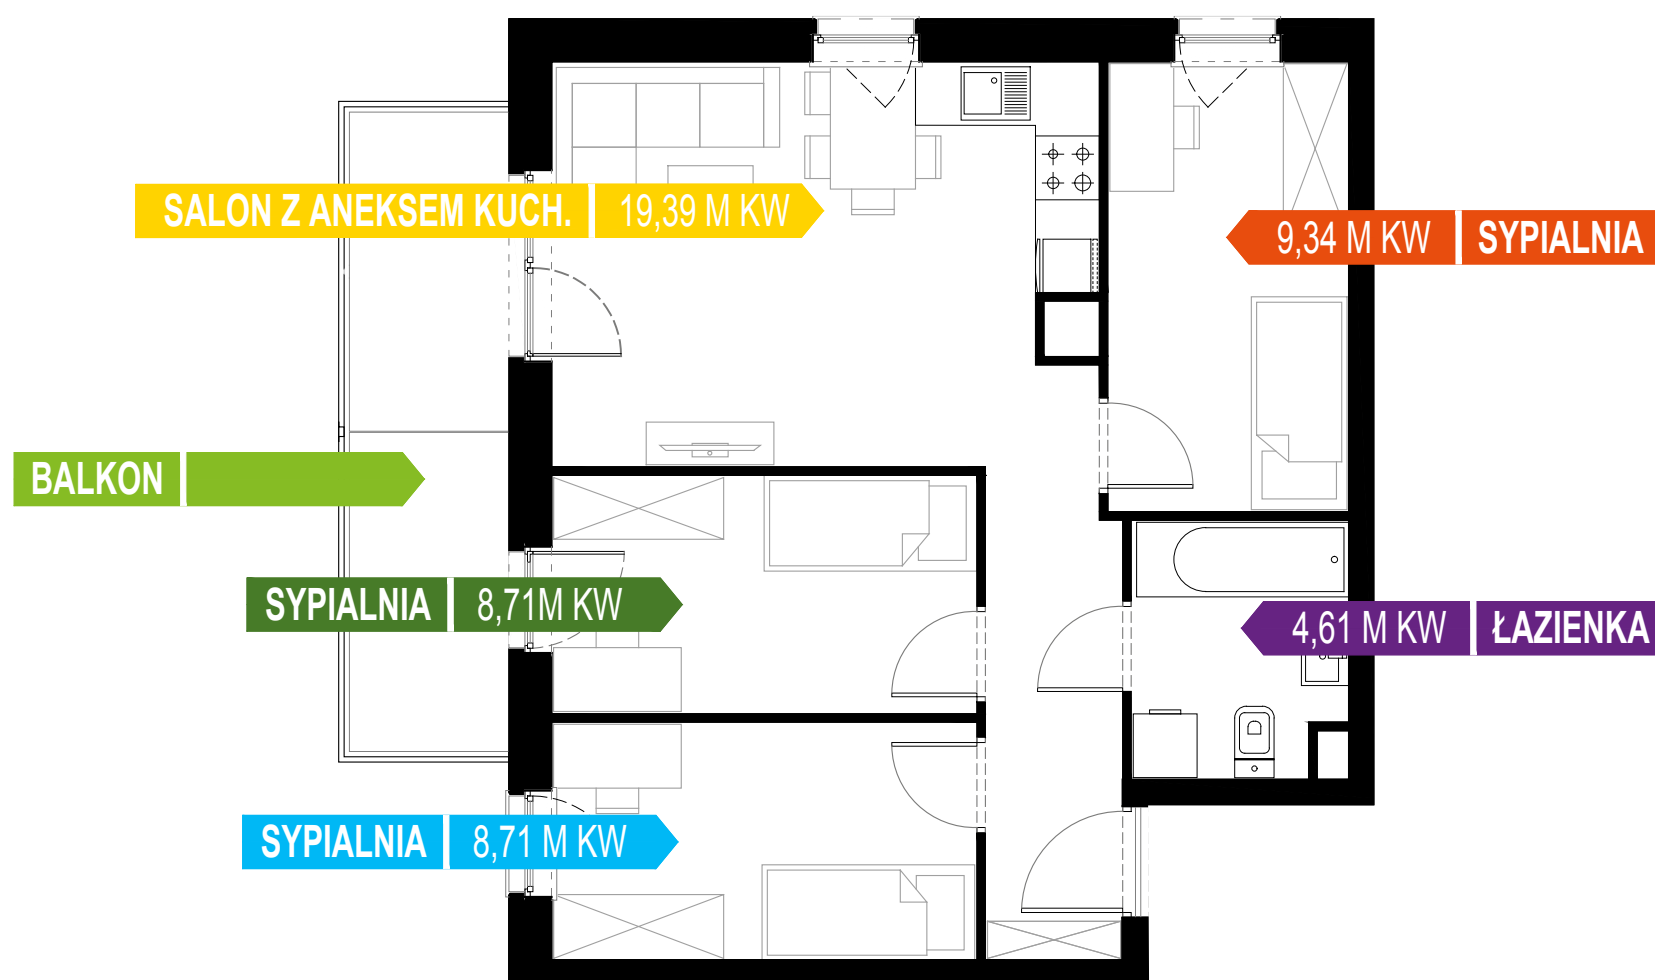 SALON Z ANEKSEM KUCH. 19,39 M KW
9,34 M KW SYPIALNIA
BALKON
SYPIALNIA 8,71M KW
4,61 M KW ŁAZIENKA
SYPIALNIA 8,71 M KW